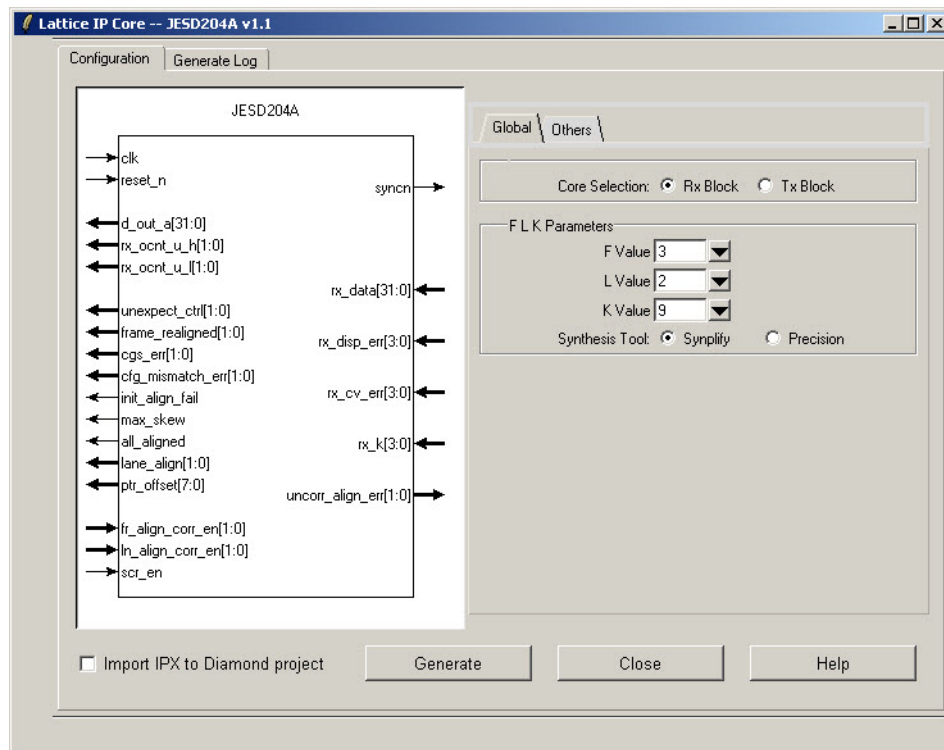 Lattice IP Core -- JESD204A v1.1
Configuration
Generate Log
JESD204A
clk
reset_n
syncn
d_out_a[31:0]
rx_ocnt_u_h[1:0]
rx_ocnt_u_l[1:0]
rx_data[31:0]
unexpect_ctrl[1:0]
frame_realigned[1:0]
rx_disp_err[3:0]
cgs_err[1:0]
cfg_mismatch_err[1:0]
rx_cv_err[3:0]
init_align_fail
max_skew
all_aligned
rx_k[3:0]
lane_align[1:0]
ptr_offset[7:0]
uncorr_align_err[1:0]
fr_align_corr_en[1:0]
ln_align_corr_en[1:0]
scr_en
Global
Others
Core Selection: Rx Block Tx Block
F L K Parameters
F Value 3
L Value 2
K Value 9
Synthesis Tool: Synplify Precision
Import IPX to Diamond project
Generate
Close
Help